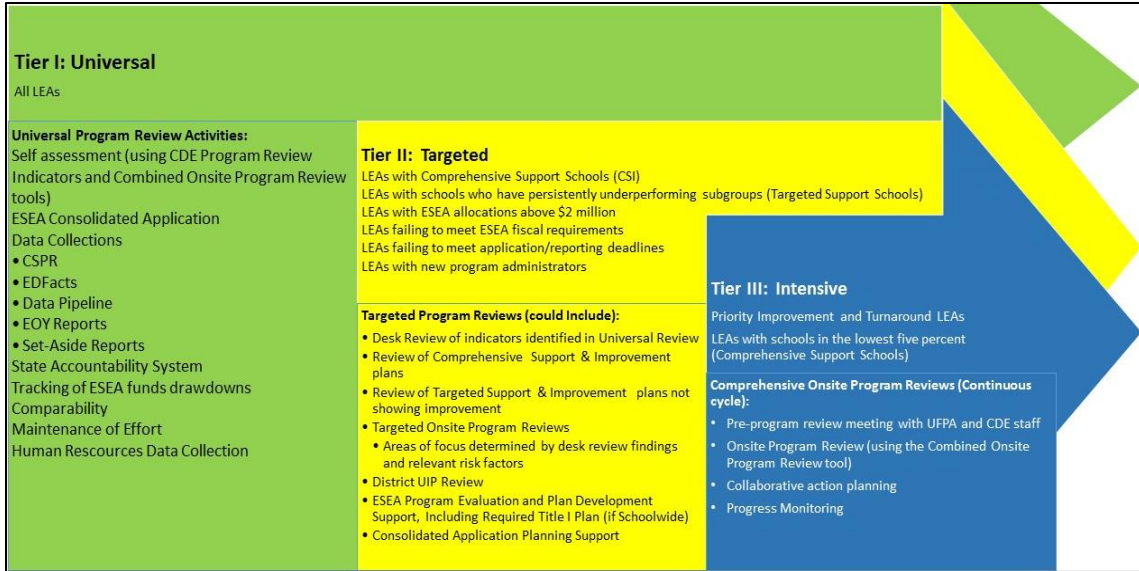 Tier I: Universal
All LEAs
Universal Program Review Activities:
Self assessment (using CDE Program Review
Indicators and Combined Onsite Program Review
tools)
ESEA Consolidated Application
Data Collections
• CSPR
• EDFacts
• Data Pipeline
• EOY Reports
• Set-Aside Reports
State Accountability System
Tracking of ESEA funds drawdowns
Comparability
Maintenance of Effort
Human Rescources Data Collection
Tier II: Targeted
LEAs with Comprehensive Support Schools (CSI)
LEAs with schools who have persistently underperforming subgroups (Targeted Support Schools)
LEAs with ESEA allocations above $2 million
LEAs failing to meet ESEA fiscal requirements
LEAs failing to meet application/reporting deadlines
LEAs with new program administrators
Targeted Program Reviews (could Include):
• Desk Review of indicators identified in Universal Review
• Review of Comprehensive Support & Improvement
plans
• Review of Targeted Support & Improvement plans not
showing improvement
• Targeted Onsite Program Reviews
• Areas of focus determined by desk review findings
and relevant risk factors
• District UIP Review
• ESEA Program Evaluation and Plan Development
Support, Including Required Title I Plan (if Schoolwide)
• Consolidated Application Planning Support
Tier III: Intensive
Priority Improvement and Turnaround LEAs
LEAs with schools in the lowest five percent
(Comprehensive Support Schools)
Comprehensive Onsite Program Reviews (Continuous
cycle):
• Pre-program review meeting with UFPA and CDE staff
• Onsite Program Review (using the Combined Onsite
Program Review tool)
• Collaborative action planning
• Progress Monitoring